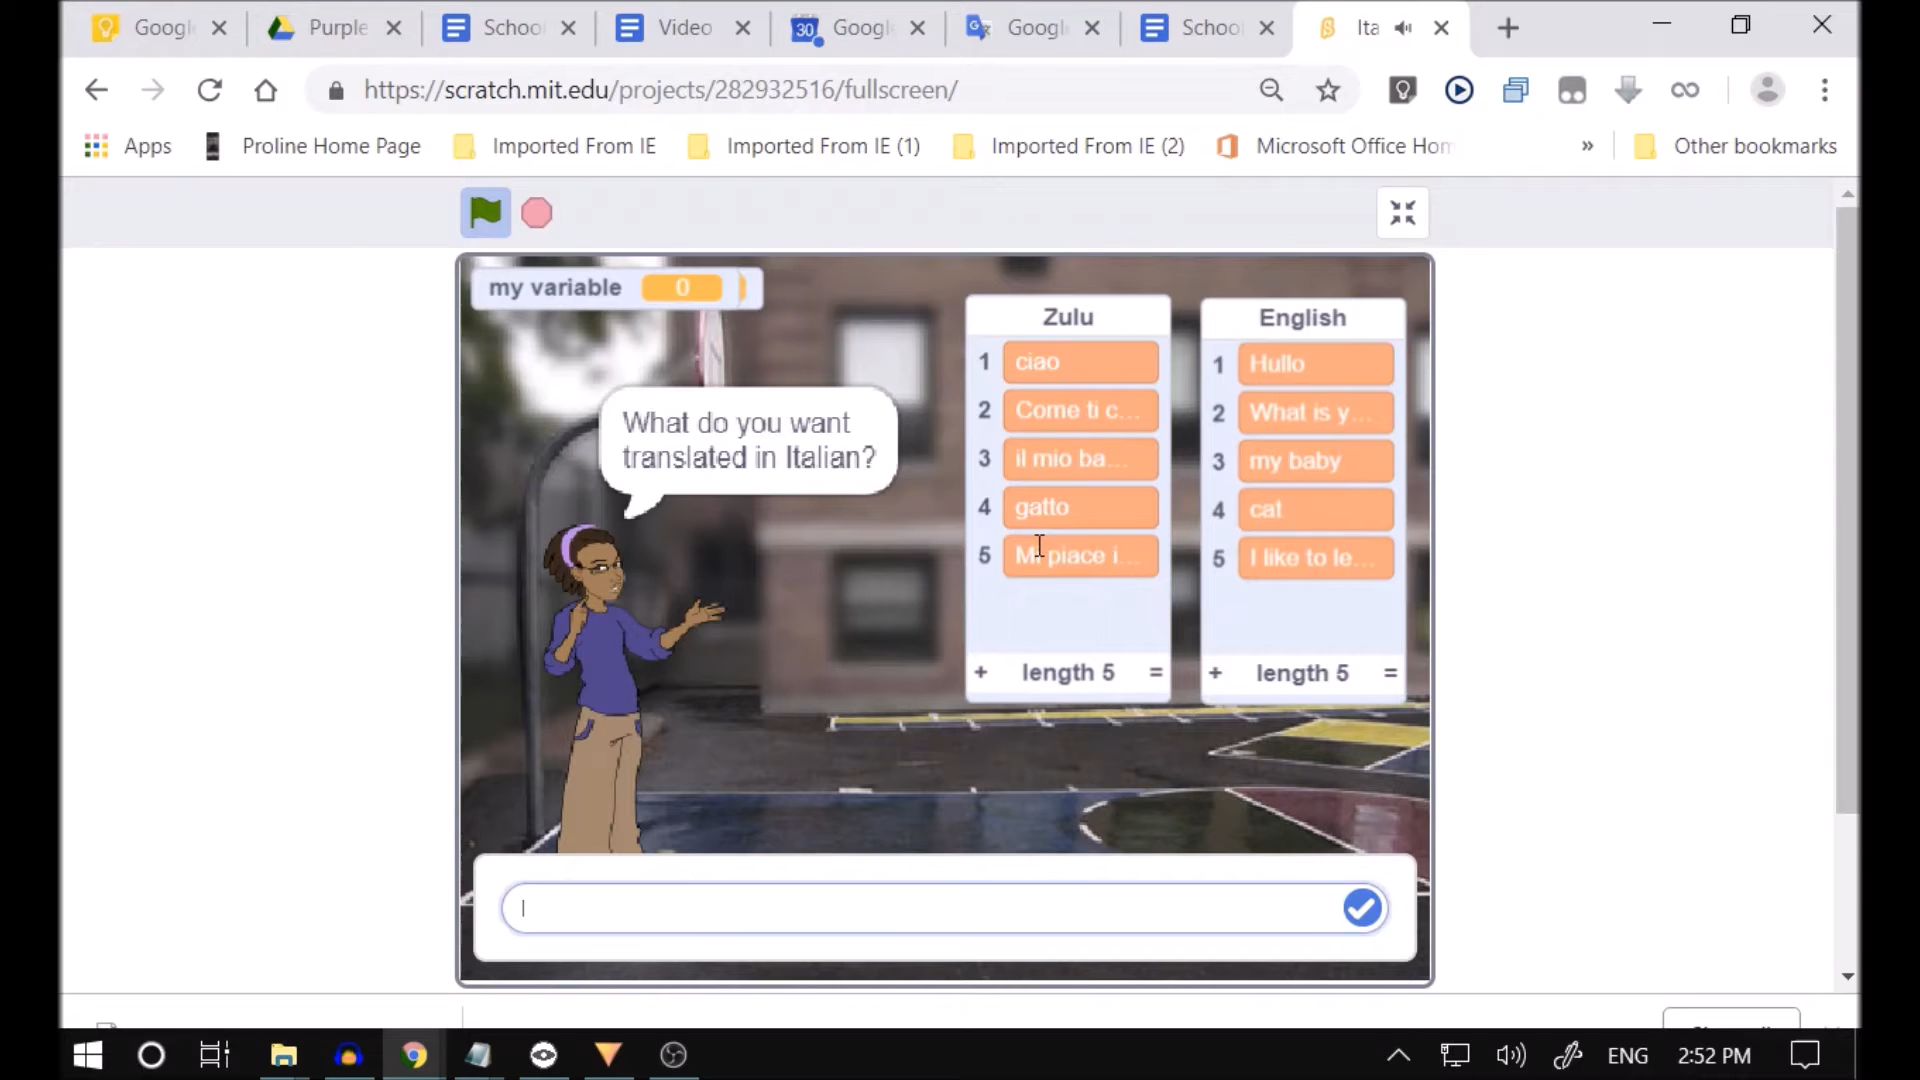 Googl
Purple
School
Video
30
Google
Googl
School
Ita
https://scratch.mit.edu/projects/282932516/fullscreen/
Apps
Proline Home Page
Imported From IE
Imported From IE (1)
Imported From IE (2)
Microsoft Office Hom
»
Other bookmarks
my variable 0
What do you want
translated in Italian?
Zulu
1 ciao
2 Come ti c...
3 il mio ba...
4 gatto
5 Mi piace i...
+ length 5 =
English
1 Hullo
2 What is y...
3 my baby
4 cat
5 I like to le...
+ length 5 =
ENG
2:52 PM